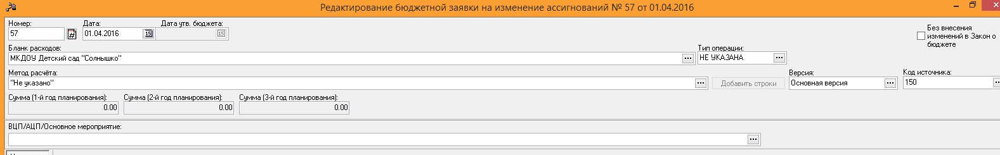 Редактирование бюджетной заявки на изменение ассигнований № 57 от 01.04.2016
Номер: Дата: Дата утв. бюджета:
57 01.04.2016 15 15
Без внесения
изменений в Закон о
бюджете
Бланк расходов: Тип операции:
МКДОУ Детский сад "Солнышко" ... НЕ УКАЗАНА ...
Метод расчёта: Версия: Код источника:
"Не указано" ... Добавить строки Основная версия ... 150 ...
Сумма (1-й год планирования): Сумма (2-й год планирования): Сумма (3-й год планирования):
0.00 0.00 0.00
ВЦП/АЦП/Основное мероприятие:
...